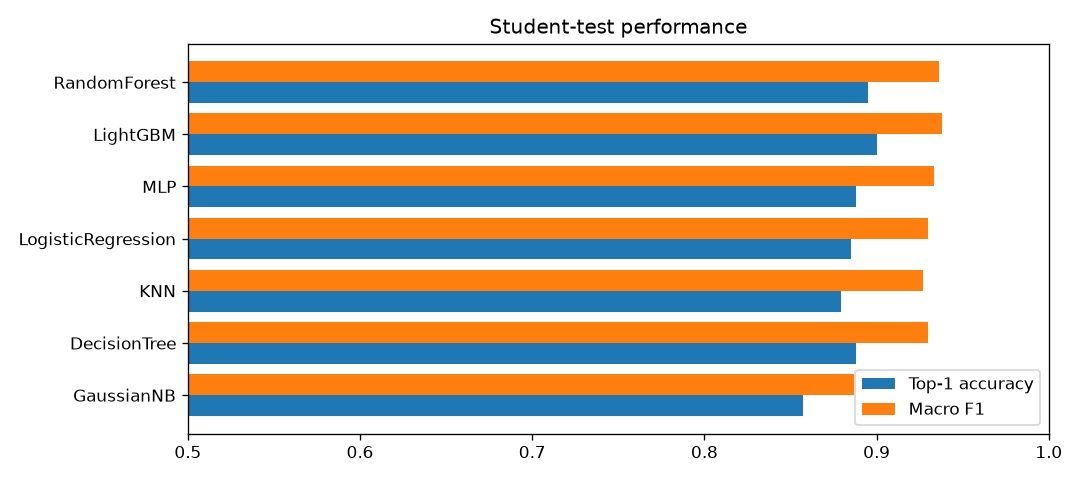 Student-test performance
RandomForest
LightGBM
MLP
LogisticRegression
KNN
DecisionTree
GaussianNB
Top-1 accuracy
Macro F1
0.5 0.6 0.7 0.8 0.9 1.0